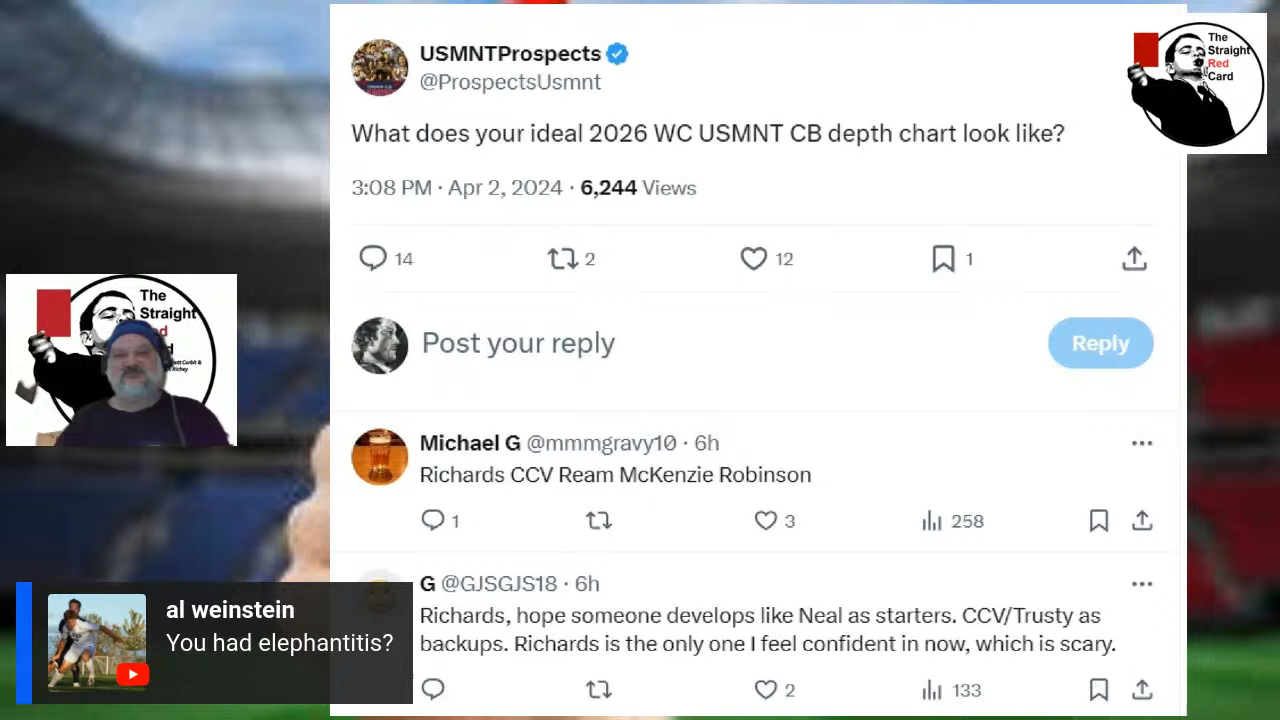 USMNTProspects
@ProspectsUsmnt
What does your ideal 2026 WC USMNT CB depth chart look like?
3:08 PM · Apr 2, 2024 · 6,244 Views
14 2 12 1
Post your reply
Reply
Michael G @mmmgravy10 · 6h
Richards CCV Ream McKenzie Robinson
1 3 258
G @GJSGJS18 · 6h
Richards, hope someone develops like Neal as starters. CCV/Trusty as
backups. Richards is the only one I feel confident in now, which is scary.
2 133
The
Straight
Red
Card
The
Straight
al weinstein
You had elephantitis?